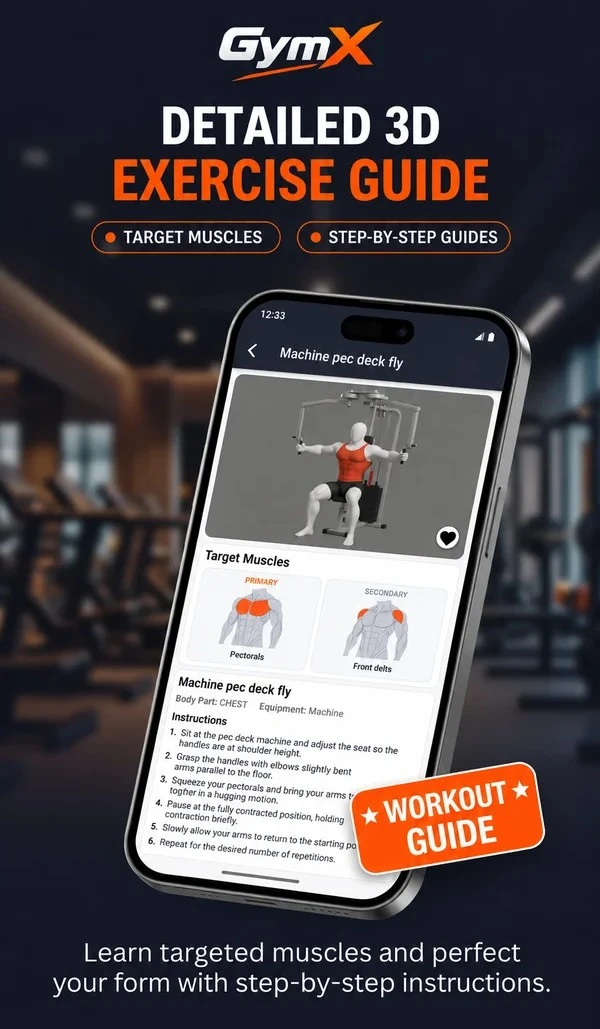 GymX
DETAILED 3D
EXERCISE GUIDE
TARGET MUSCLES
STEP-BY-STEP GUIDES
12:33
Machine pec deck fly
Target Muscles
PRIMARY
Pectorals
SECONDARY
Front delts
Machine pec deck fly
Body Part: CHEST Equipment: Machine
Instructions
1. Sit at the pec deck machine and adjust the seat so the
handles are at shoulder height.
2. Grasp the handles with elbows slightly bent
arms parallel to the floor.
3. Squeeze your pectorals and bring your arms
togfher in a hugging motion.
4. Pause at the fully contracted position, holding
contraction briefly.
5. Slowly allow your arms to return to the starting
6. Repeat for the desired number of repetitions.
WORKOUT
GUIDE
Learn targeted muscles and perfect
your form with step-by-step instructions.